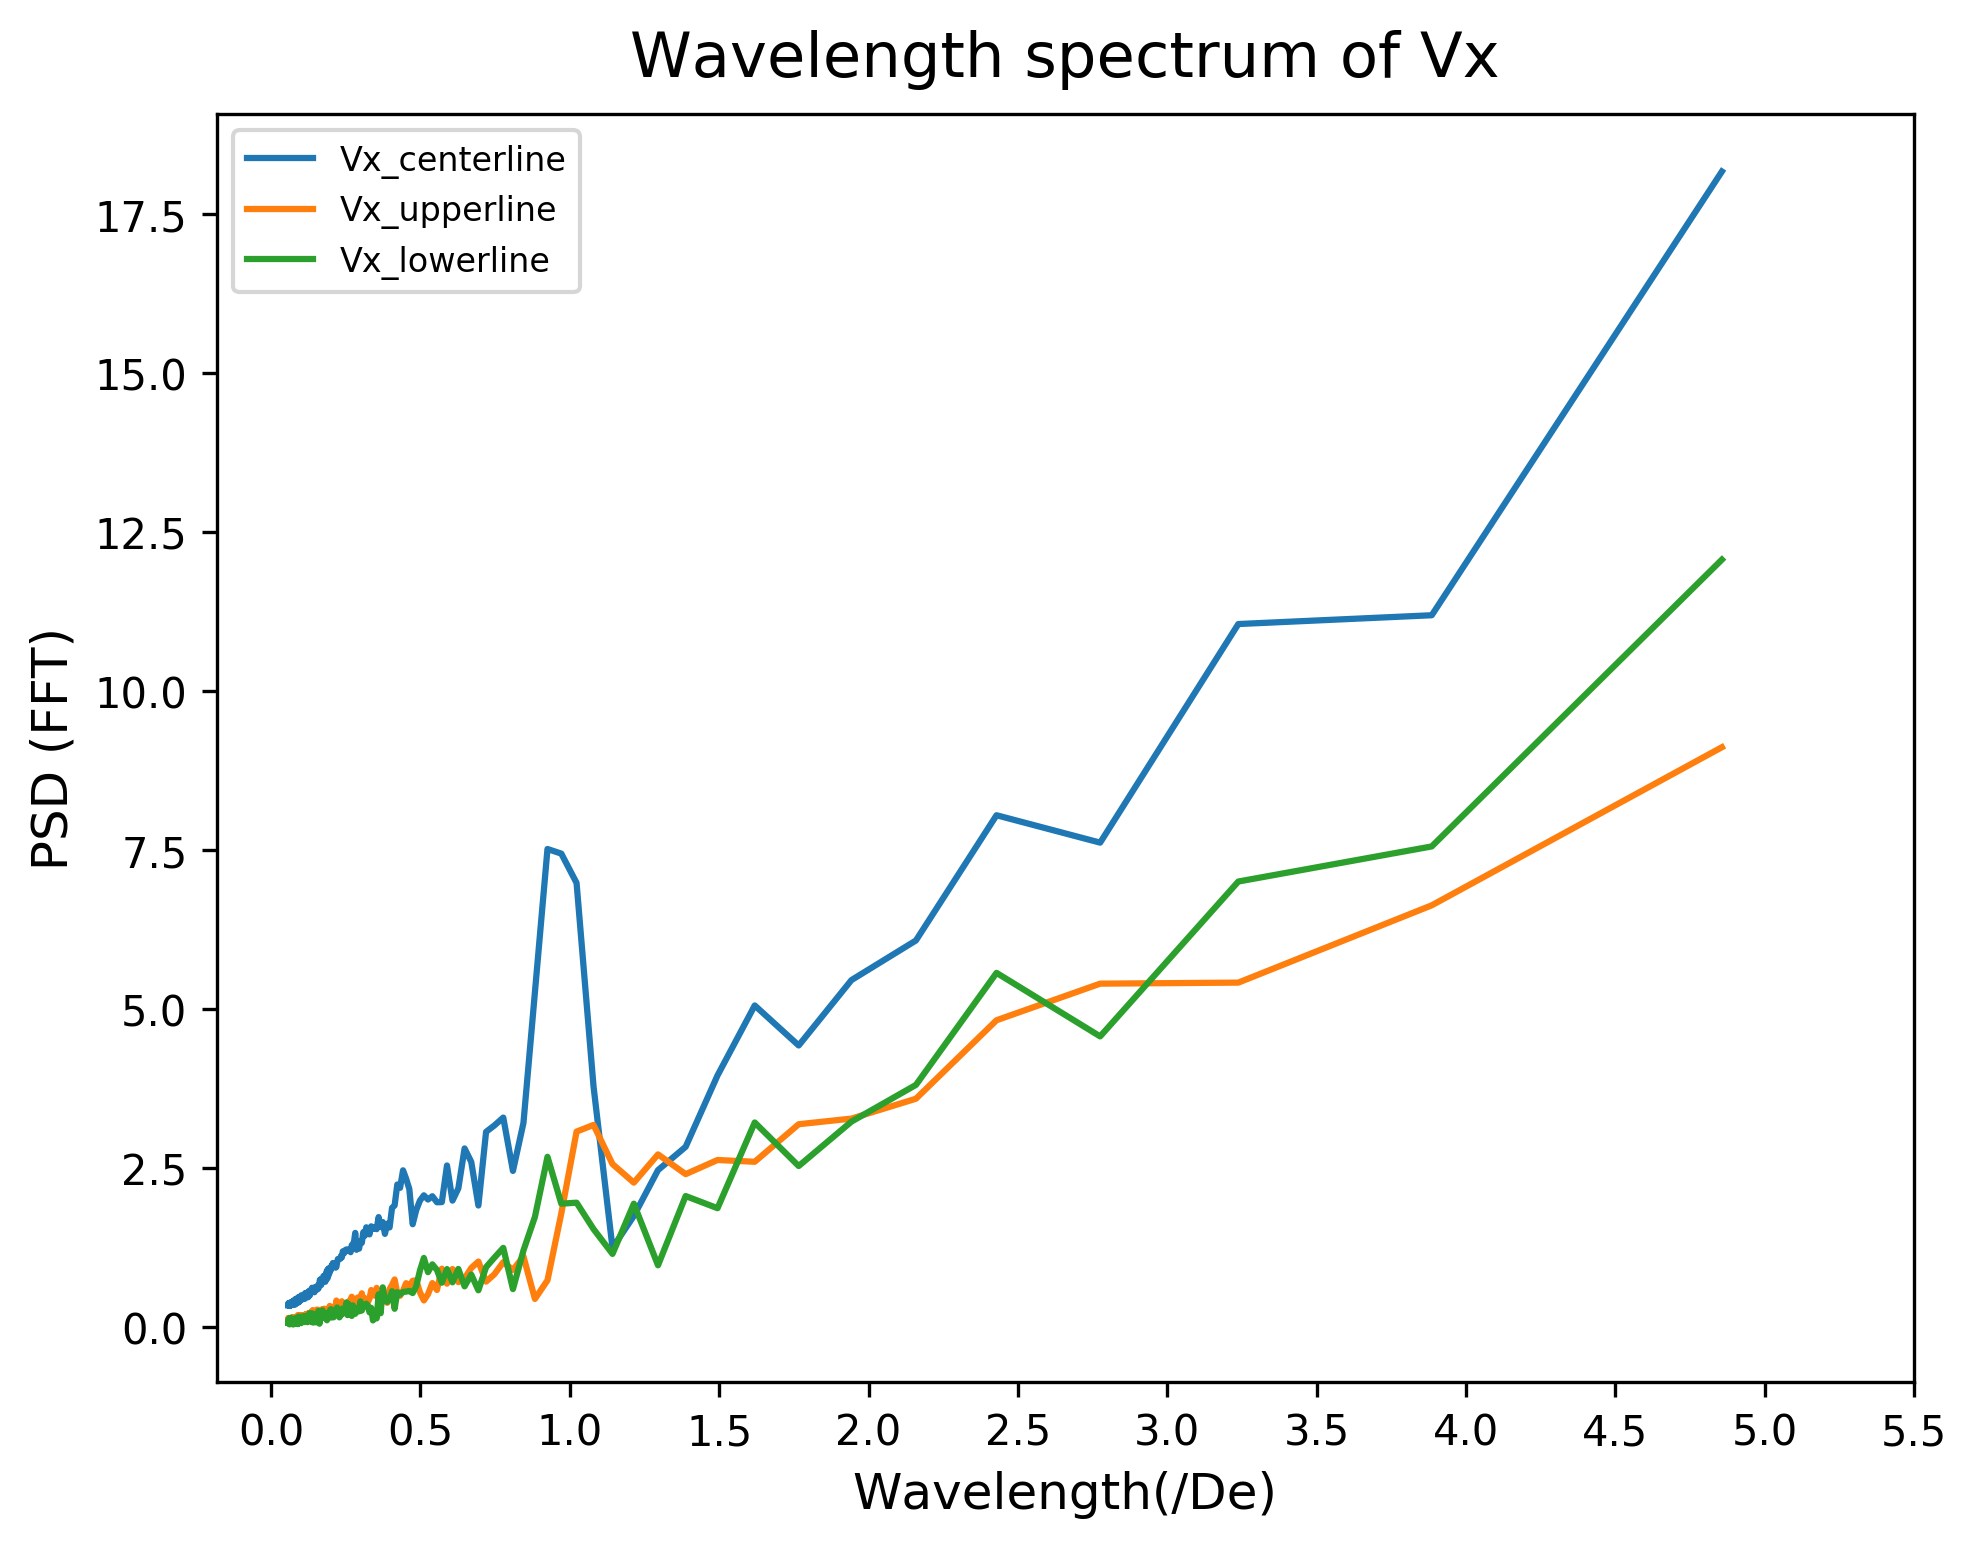 Wavelength spectrum of Vx
Vx_centerline
Vx_upperline
Vx_lowerline
PSD (FFT)
17.5
15.0
12.5
10.0
7.5
5.0
2.5
0.0
0.0 0.5 1.0 1.5 2.0 2.5 3.0 3.5 4.0 4.5 5.0 5.5
Wavelength(/De)